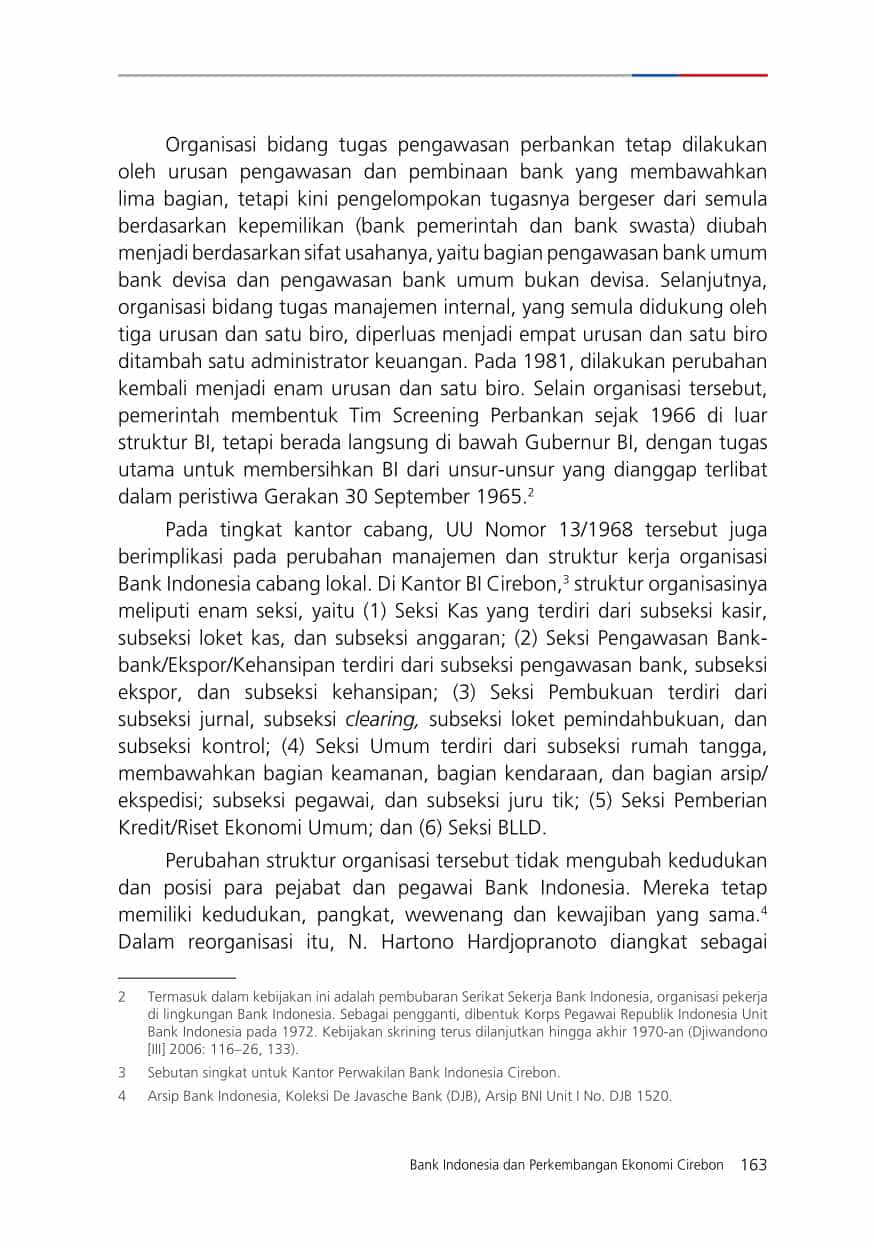 Organisasi bidang tugas pengawasan perbankan tetap dilakukan
oleh urusan pengawasan dan pembinaan bank yang membawahkan
lima bagian, tetapi kini pengelompokan tugasnya bergeser dari semula
berdasarkan kepemilikan (bank pemerintah dan bank swasta) diubah
menjadi berdasarkan sifat usahanya, yaitu bagian pengawasan bank umum
bank devisa dan pengawasan bank umum bukan devisa. Selanjutnya,
organisasi bidang tugas manajemen internal, yang semula didukung oleh
tiga urusan dan satu biro, diperluas menjadi empat urusan dan satu biro
ditambah satu administrator keuangan. Pada 1981, dilakukan perubahan
kembali menjadi enam urusan dan satu biro. Selain organisasi tersebut,
pemerintah membentuk Tim Screening Perbankan sejak 1966 di luar
struktur BI, tetapi berada langsung di bawah Gubernur BI, dengan tugas
utama untuk membersihkan BI dari unsur-unsur yang dianggap terlibat
dalam peristiwa Gerakan 30 September 1965.²
Pada tingkat kantor cabang, UU Nomor 13/1968 tersebut juga
berimplikasi pada perubahan manajemen dan struktur kerja organisasi
Bank Indonesia cabang lokal. Di Kantor BI Cirebon,³ struktur organisasinya
meliputi enam seksi, yaitu (1) Seksi Kas yang terdiri dari subseksi kasir,
subseksi loket kas, dan subseksi anggaran; (2) Seksi Pengawasan Bank-
bank/Ekspor/Kehansipan terdiri dari subseksi pengawasan bank, subseksi
ekspor, dan subseksi kehansipan; (3) Seksi Pembukuan terdiri dari
subseksi jurnal, subseksi clearing, subseksi loket pemindahbukuan, dan
subseksi kontrol; (4) Seksi Umum terdiri dari subseksi rumah tangga,
membawahkan bagian keamanan, bagian kendaraan, dan bagian arsip/
ekspedisi; subseksi pegawai, dan subseksi juru tik; (5) Seksi Pemberian
Kredit/Riset Ekonomi Umum; dan (6) Seksi BLLD.
Perubahan struktur organisasi tersebut tidak mengubah kedudukan
dan posisi para pejabat dan pegawai Bank Indonesia. Mereka tetap
memiliki kedudukan, pangkat, wewenang dan kewajiban yang sama.⁴
Dalam reorganisasi itu, N. Hartono Hardjopranoto diangkat sebagai
2 Termasuk dalam kebijakan ini adalah pembubaran Serikat Sekerja Bank Indonesia, organisasi pekerja
di lingkungan Bank Indonesia. Sebagai pengganti, dibentuk Korps Pegawai Republik Indonesia Unit
Bank Indonesia pada 1972. Kebijakan skrining terus dilanjutkan hingga akhir 1970-an (Djiwandono
[III] 2006: 116–26, 133).
3 Sebutan singkat untuk Kantor Perwakilan Bank Indonesia Cirebon.
4 Arsip Bank Indonesia, Koleksi De Javasche Bank (DJB), Arsip BNI Unit I No. DJB 1520.
Bank Indonesia dan Perkembangan Ekonomi Cirebon 163